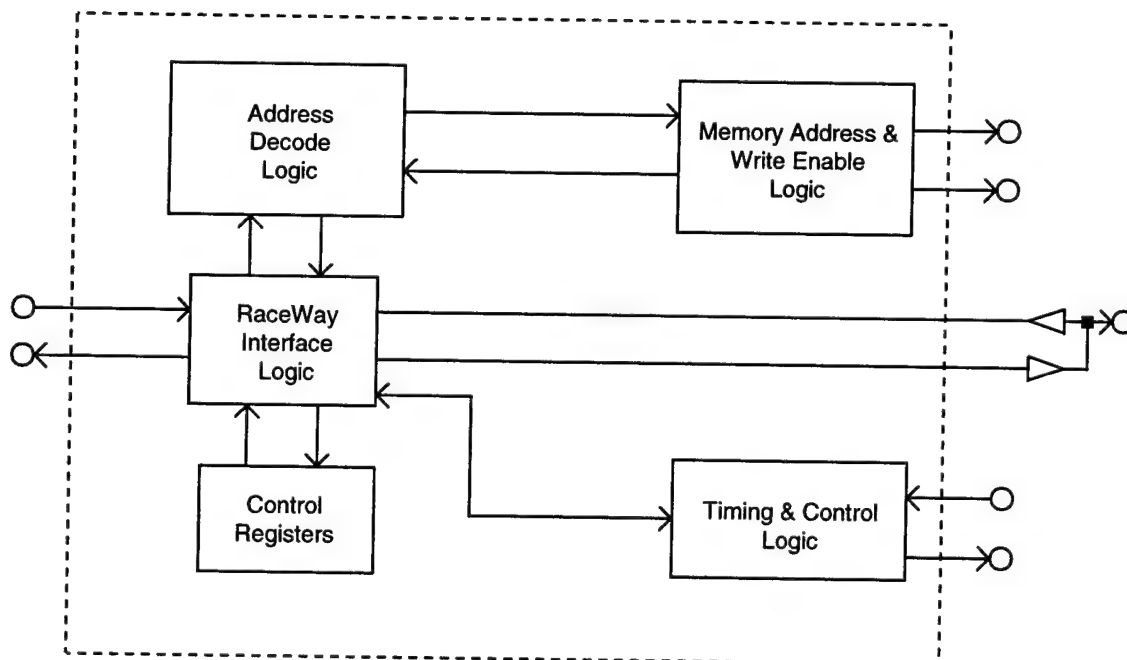 Address
Decode
Logic
Memory Address &
Write Enable
Logic
RaceWay
Interface
Logic
Control
Registers
Timing & Control
Logic